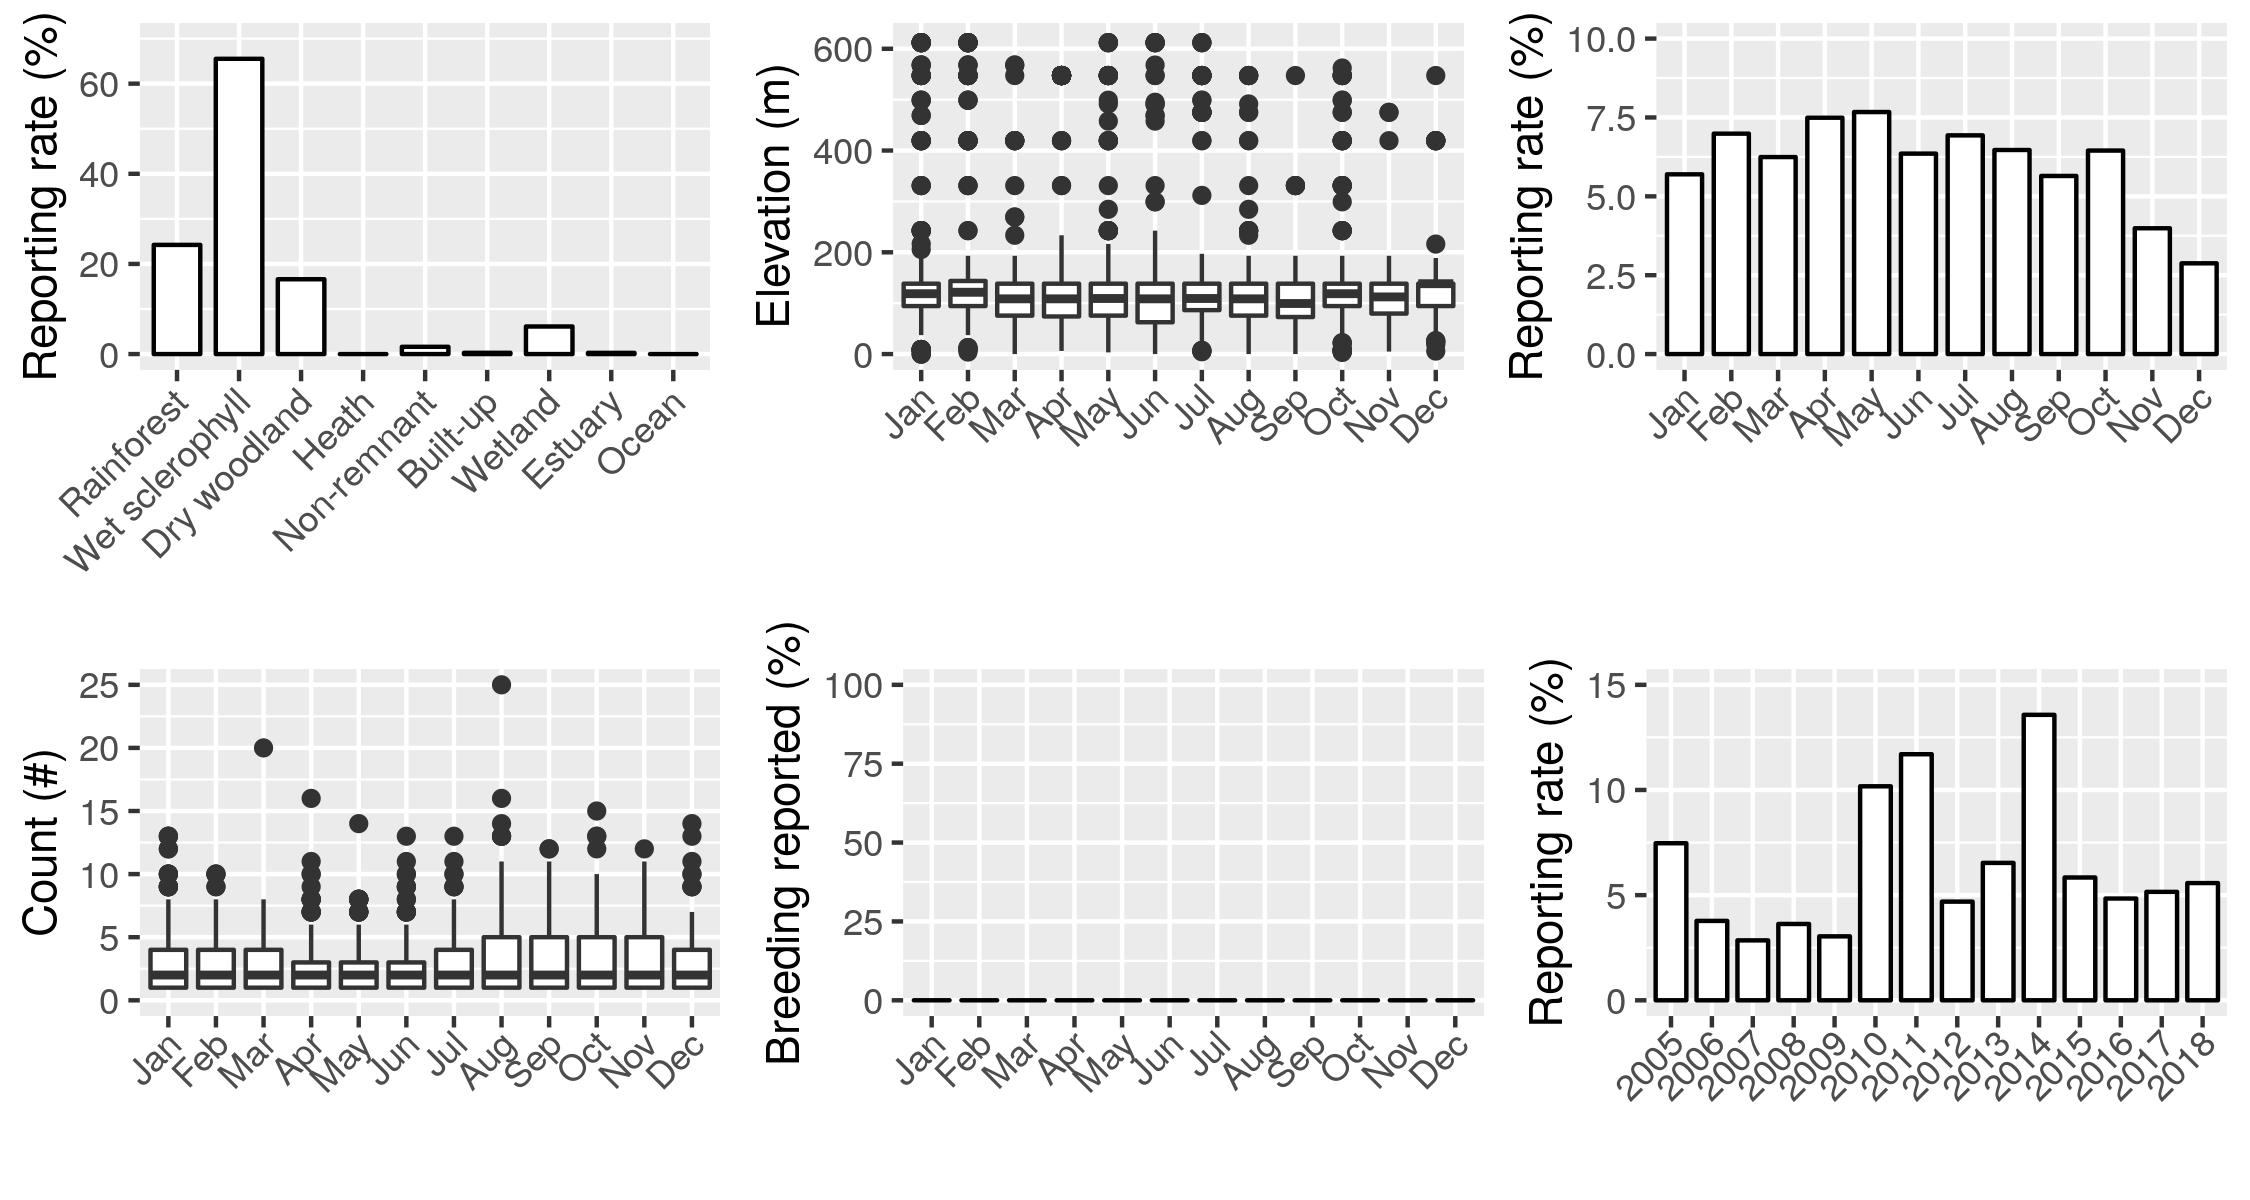 Reporting rate (%)
60
40
20
0
Rainforest
Wet sclerophyll
Dry woodland
Heath
Non-remnant
Built-up
Wetland
Estuary
Ocean
Elevation (m)
600
400
200
0
Jan
Feb
Mar
Apr
May
Jun
Jul
Aug
Sep
Oct
Nov
Dec
Reporting rate (%)
10.0
7.5
5.0
2.5
0.0
Jan
Feb
Mar
Apr
May
Jun
Jul
Aug
Sep
Oct
Nov
Dec
Count (#)
25
20
15
10
5
0
Jan
Feb
Mar
Apr
May
Jun
Jul
Aug
Sep
Oct
Nov
Dec
Breeding reported (%)
100
75
50
25
0
Jan
Feb
Mar
Apr
May
Jun
Jul
Aug
Sep
Oct
Nov
Dec
Reporting rate (%)
15
10
5
0
2005
2006
2007
2008
2009
2010
2011
2012
2013
2014
2015
2016
2017
2018